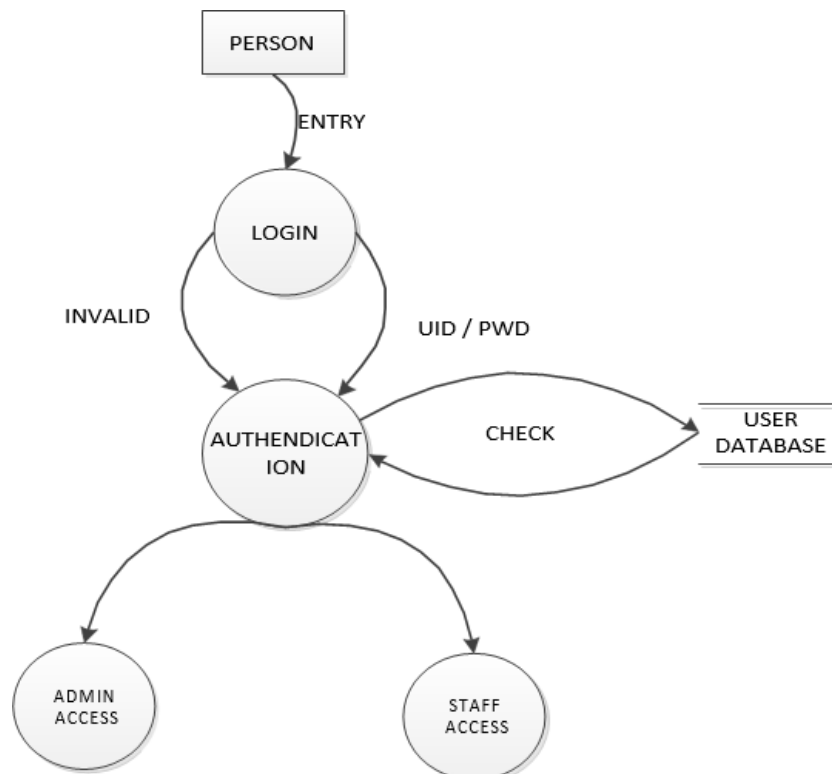 PERSON
ENTRY
LOGIN
INVALID
UID / PWD
AUTHENDICAT
ION
CHECK
USER
DATABASE
ADMIN
ACCESS
STAFF
ACCESS